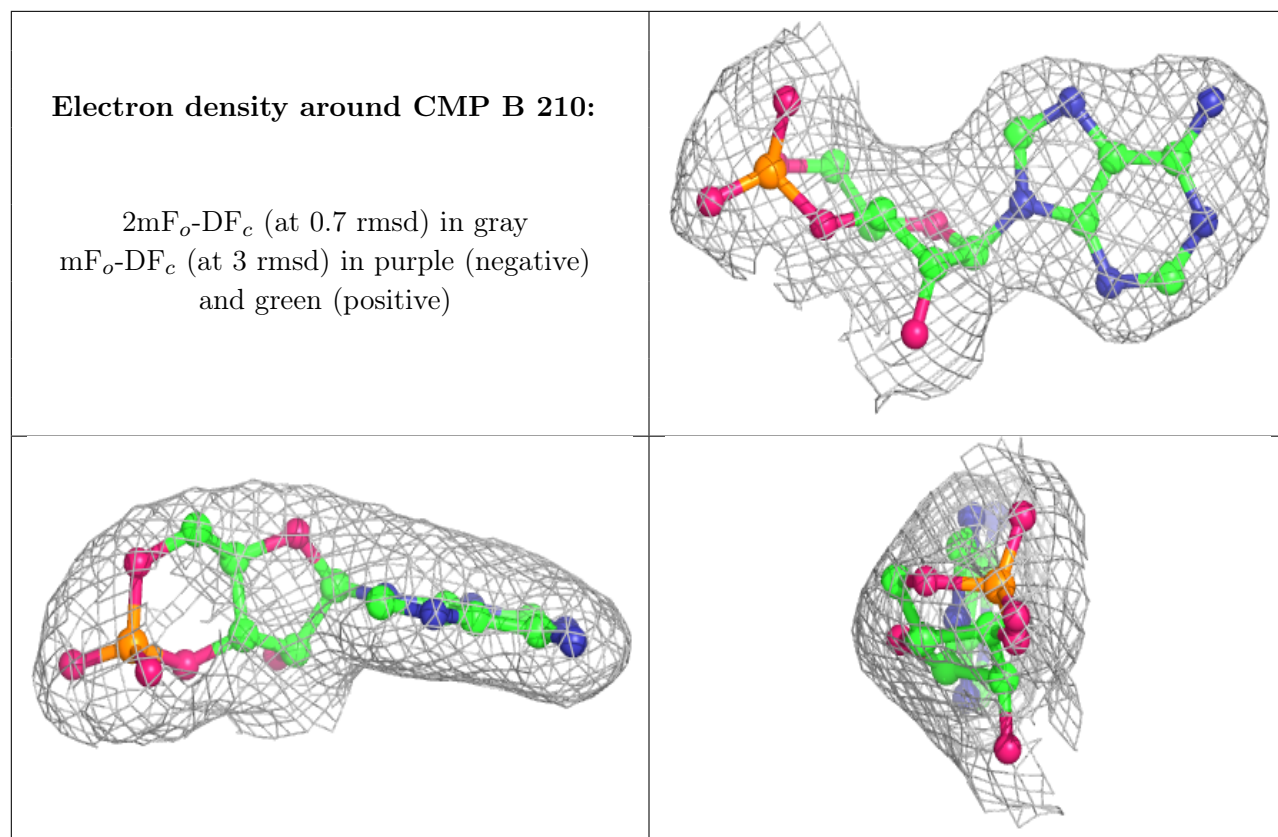 Electron density around CMP B 210:
2mFo-DFc (at 0.7 rmsd) in gray
mFo-DFc (at 3 rmsd) in purple (negative)
and green (positive)